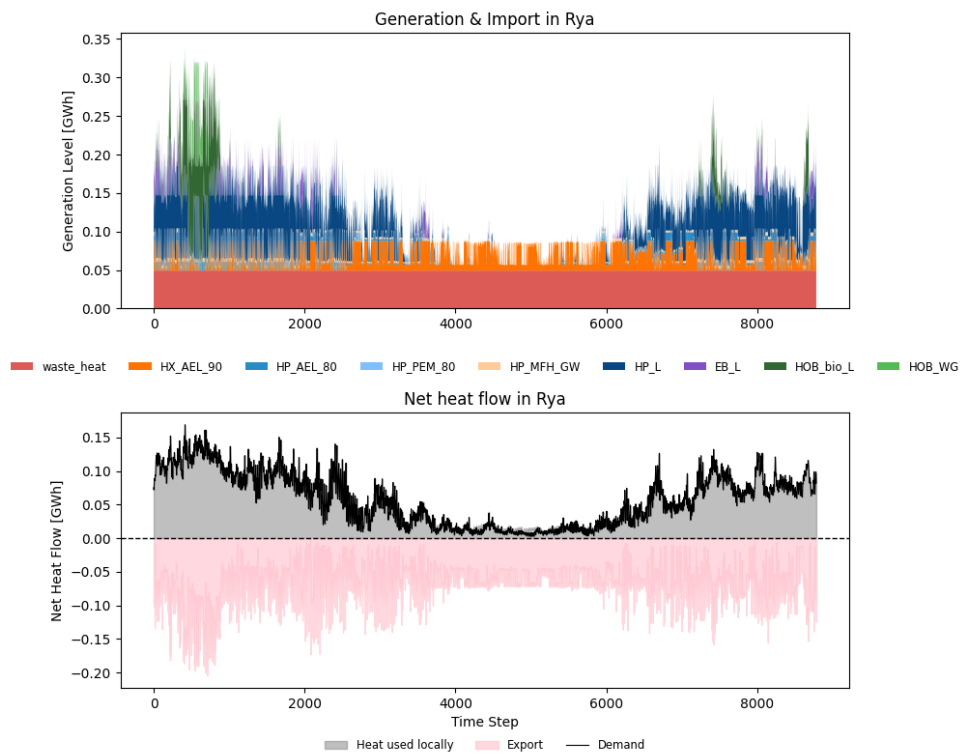 Generation & Import in Rya
Generation Level [GWh]
0.35
0.30
0.25
0.20
0.15
0.10
0.05
0.00
0 2000 4000 6000 8000
waste_heat HX_AEL_90 HP_AEL_80 HP_PEM_80 HP_MFH_GW HP_L EB_L HOB_bio_L HOB_WG
Net heat flow in Rya
Net Heat Flow [GWh]
0.15
0.10
0.05
0.00
−0.05
−0.10
−0.15
−0.20
0 2000 4000 6000 8000
Time Step
Heat used locally Export Demand